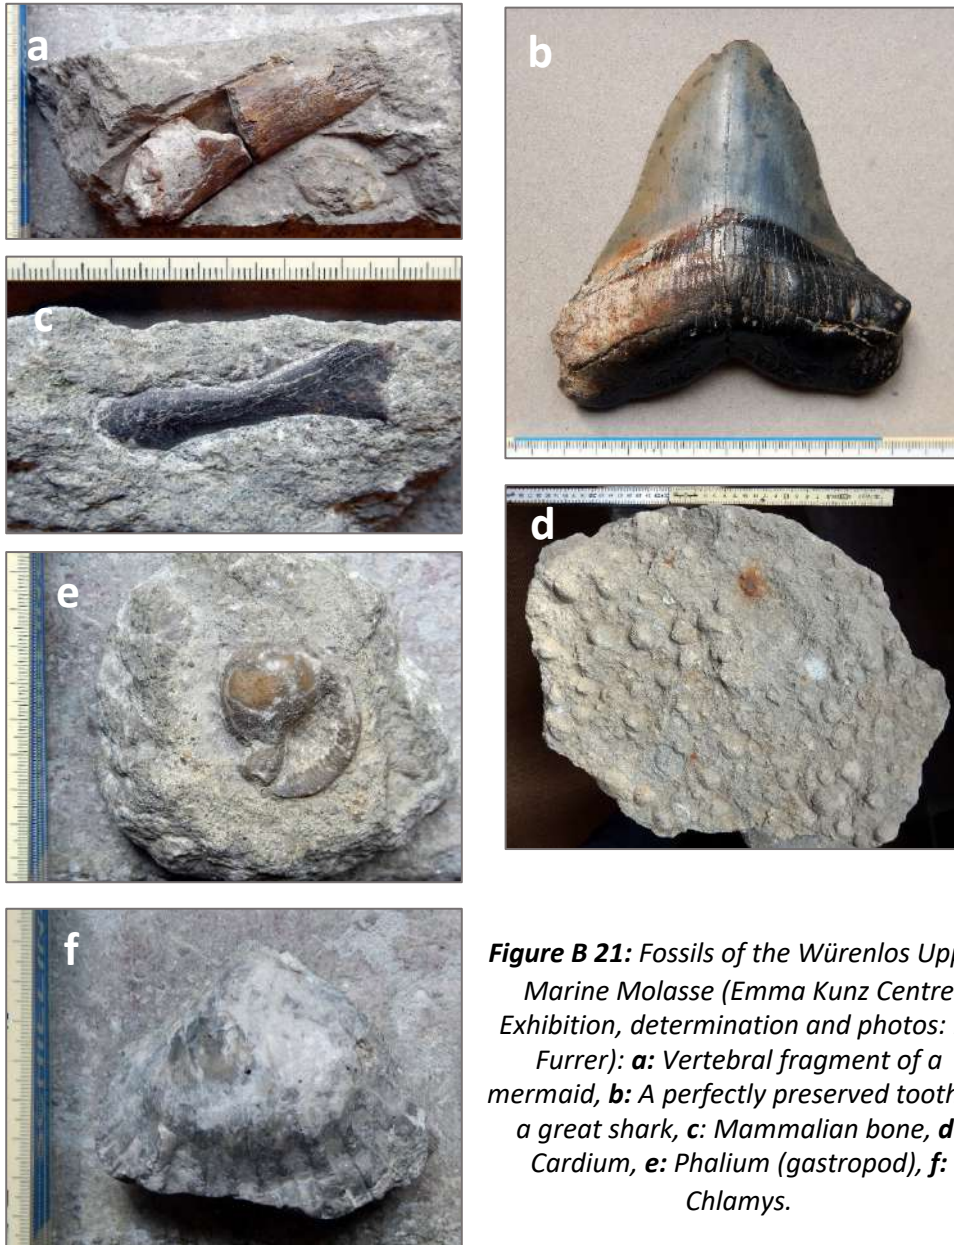 a
b
c
d
e
f
Figure B 21: Fossils of the Würenlos Upp
Marine Molasse (Emma Kunz Centre
Exhibition, determination and photos:
Furrer): a: Vertebral fragment of a
mermaid, b: A perfectly preserved tooth
a great shark, c: Mammalian bone, d
Cardium, e: Phalium (gastropod), f:
Chlamys.